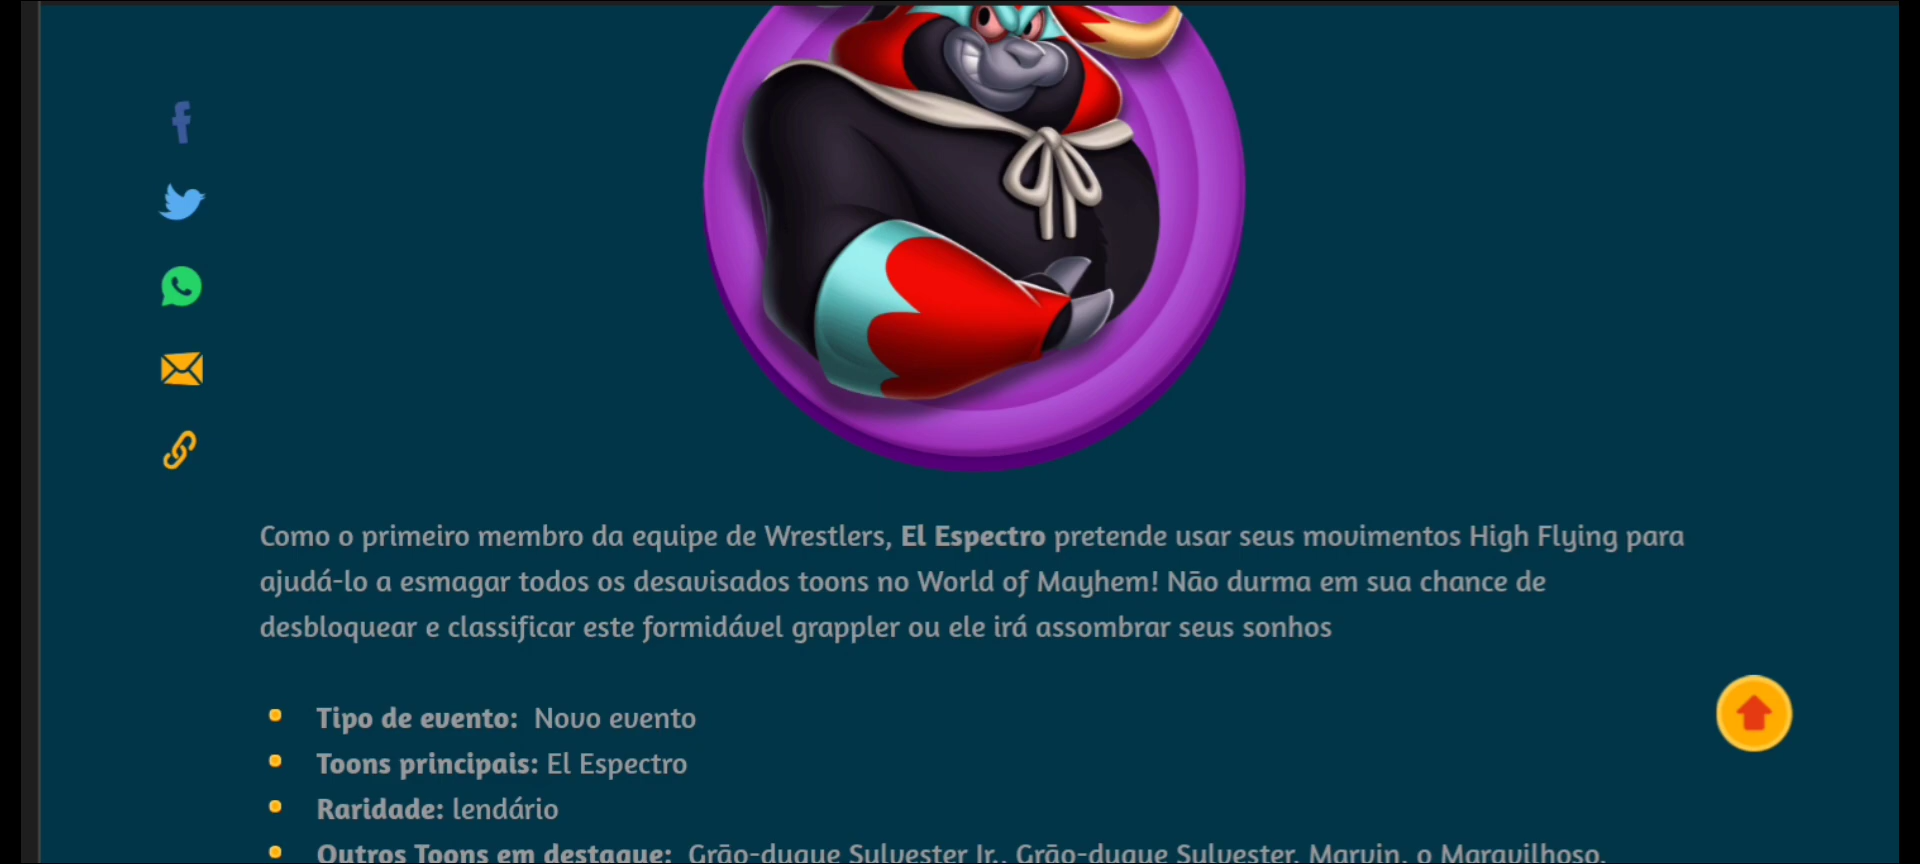 Como o primeiro membro da equipe de Wrestlers, El Espectro pretende usar seus movimentos High Flying para
ajudá-lo a esmagar todos os desavisados toons no World of Mayhem! Não durma em sua chance de
desbloquear e classificar este formidável grappler ou ele irá assombrar seus sonhos
Tipo de evento: Novo evento
Toons principais: El Espectro
Raridade: lendário
Outros Toons em destaque: Grão-duque Sylvester Jr., Grão-duque Sylvester, Marvin, o Maravilhoso,